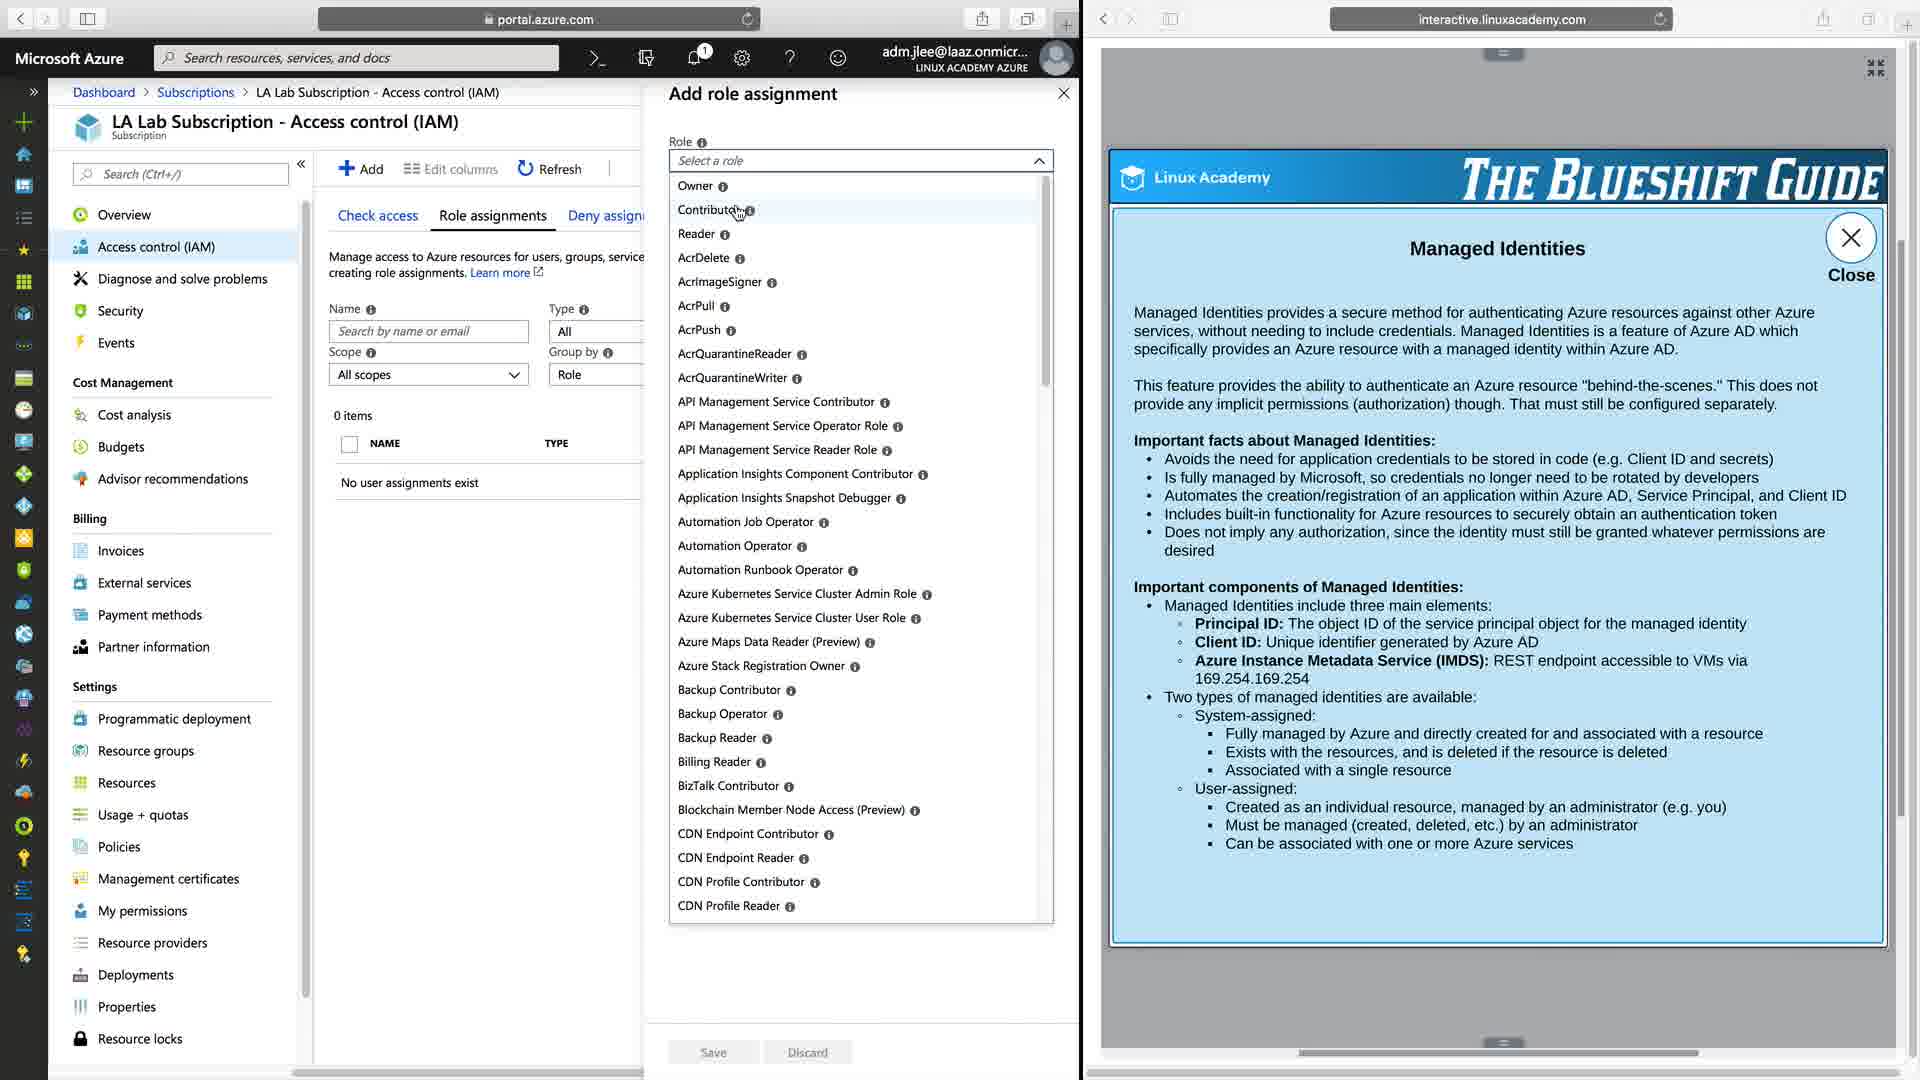 portal.azure.com
Microsoft Azure
Search resources, services, and docs
1
adm.jlee@laaz.onmicr...
LINUX ACADEMY AZURE
Dashboard > Subscriptions > LA Lab Subscription - Access control (IAM)
LA Lab Subscription - Access control (IAM)
Subscription
Search (Ctrl+/)
Overview
Access control (IAM)
Diagnose and solve problems
Security
Events
Cost Management
Cost analysis
Budgets
Advisor recommendations
Billing
Invoices
External services
Payment methods
Partner information
Settings
Programmatic deployment
Resource groups
Resources
Usage + quotas
Policies
Management certificates
My permissions
Resource providers
Deployments
Properties
Resource locks
Add
Edit columns
Refresh
Check access
Role assignments
Deny assign
Manage access to Azure resources for users, groups, service
creating role assignments. Learn more
Name
Type
Search by name or email
All
Scope
Group by
All scopes
Role
0 items
NAME
TYPE
No user assignments exist
Add role assignment
Role
Select a role
Owner
Contributor
Reader
AcrDelete
AcrImageSigner
AcrPull
AcrPush
AcrQuarantineReader
AcrQuarantineWriter
API Management Service Contributor
API Management Service Operator Role
API Management Service Reader Role
Application Insights Component Contributor
Application Insights Snapshot Debugger
Automation Job Operator
Automation Operator
Automation Runbook Operator
Azure Kubernetes Service Cluster Admin Role
Azure Kubernetes Service Cluster User Role
Azure Maps Data Reader (Preview)
Azure Stack Registration Owner
Backup Contributor
Backup Operator
Backup Reader
Billing Reader
BizTalk Contributor
Blockchain Member Node Access (Preview)
CDN Endpoint Contributor
CDN Endpoint Reader
CDN Profile Contributor
CDN Profile Reader
Save
Discard
interactive.linuxacademy.com
Linux Academy
THE BLUESHIFT GUIDE
Managed Identities
Close
Managed Identities provides a secure method for authenticating Azure resources against other Azure
services, without needing to include credentials. Managed Identities is a feature of Azure AD which
specifically provides an Azure resource with a managed identity within Azure AD.
This feature provides the ability to authenticate an Azure resource "behind-the-scenes." This does not
provide any implicit permissions (authorization) though. That must still be configured separately.
Important facts about Managed Identities:
• Avoids the need for application credentials to be stored in code (e.g. Client ID and secrets)
• Is fully managed by Microsoft, so credentials no longer need to be rotated by developers
• Automates the creation/registration of an application within Azure AD, Service Principal, and Client ID
• Includes built-in functionality for Azure resources to securely obtain an authentication token
• Does not imply any authorization, since the identity must still be granted whatever permissions are
desired
Important components of Managed Identities:
• Managed Identities include three main elements:
◦ Principal ID: The object ID of the service principal object for the managed identity
◦ Client ID: Unique identifier generated by Azure AD
◦ Azure Instance Metadata Service (IMDS): REST endpoint accessible to VMs via
169.254.169.254
• Two types of managed identities are available:
◦ System-assigned:
▪ Fully managed by Azure and directly created for and associated with a resource
▪ Exists with the resources, and is deleted if the resource is deleted
▪ Associated with a single resource
◦ User-assigned:
▪ Created as an individual resource, managed by an administrator (e.g. you)
▪ Must be managed (created, deleted, etc.) by an administrator
▪ Can be associated with one or more Azure services